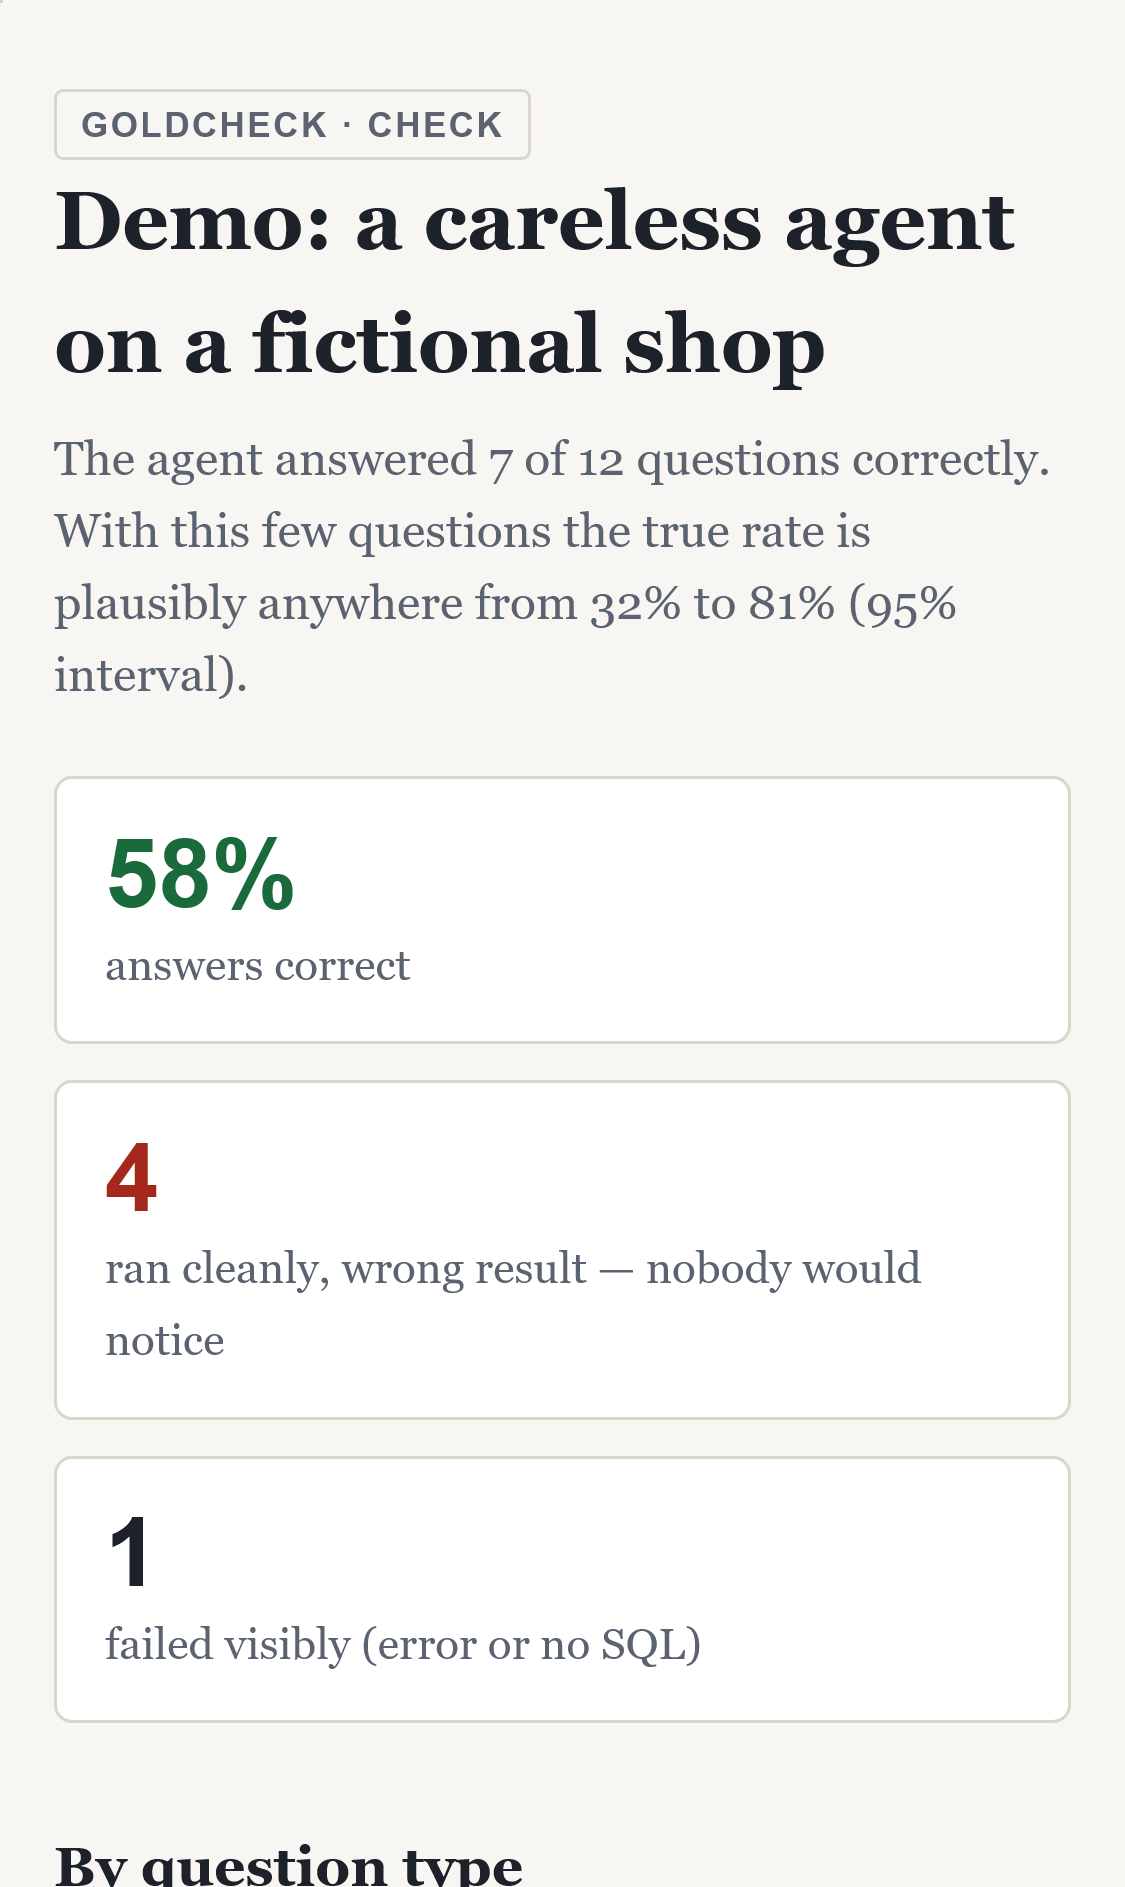 GOLDCHECK · CHECK
Demo: a careless agent
on a fictional shop
The agent answered 7 of 12 questions correctly.
With this few questions the true rate is
plausibly anywhere from 32% to 81% (95%
interval).
58%
answers correct
4
ran cleanly, wrong result — nobody would
notice
1
failed visibly (error or no SQL)
By question type